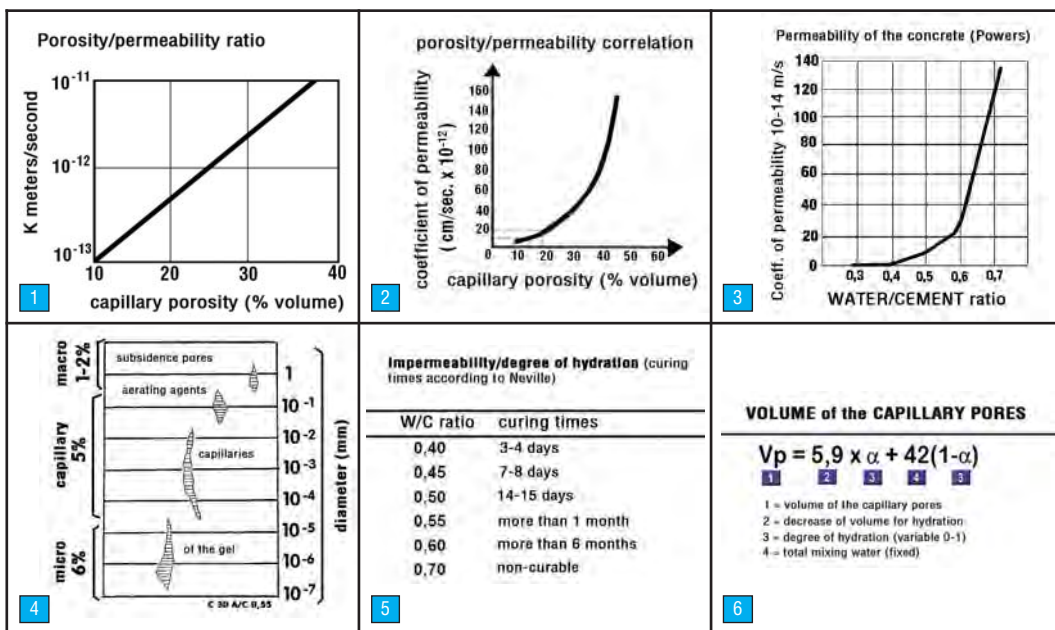 Porosity/permeability ratio
K meters/second
10-11
10-12
10-13
10 20 30 40
capillary porosity (% volume)
1
porosity/permeability correlation
coefficient of permeability
( cm/sec. x 10-12)
160
140
120
100
80
60
40
20
0
10 20 30 40 50 60
capillary porosity (% volume)
2
Permeability of the concrete (Powers)
Coeff. of permeability 10-14 m/s
140
120
100
80
60
40
20
0
0,3 0,4 0,5 0,6 0,7
WATER/CEMENT ratio
3
macro
1-2%
capillary
5%
micro
6%
subsidence pores
aerating agents
capillaries
of the gel
1
10-1
10-2
10-3
10-4
10-5
10-6
10-7
diameter (mm)
C 30 A/C 0,55
4
impermeability/degree of hydration (curing
times according to Neville)
W/C ratio curing times
0,40 3-4 days
0,45 7-8 days
0,50 14-15 days
0,55 more than 1 month
0,60 more than 6 months
0,70 non-curable
5
VOLUME of the CAPILLARY PORES
Vp = 5,9 x α + 42(1-α)
1 2 3 4 3
1 = volume of the capillary pores
2 = decrease of volume for hydration
3 = degree of hydration (variable 0-1)
4 = total mixing water (fixed)
6